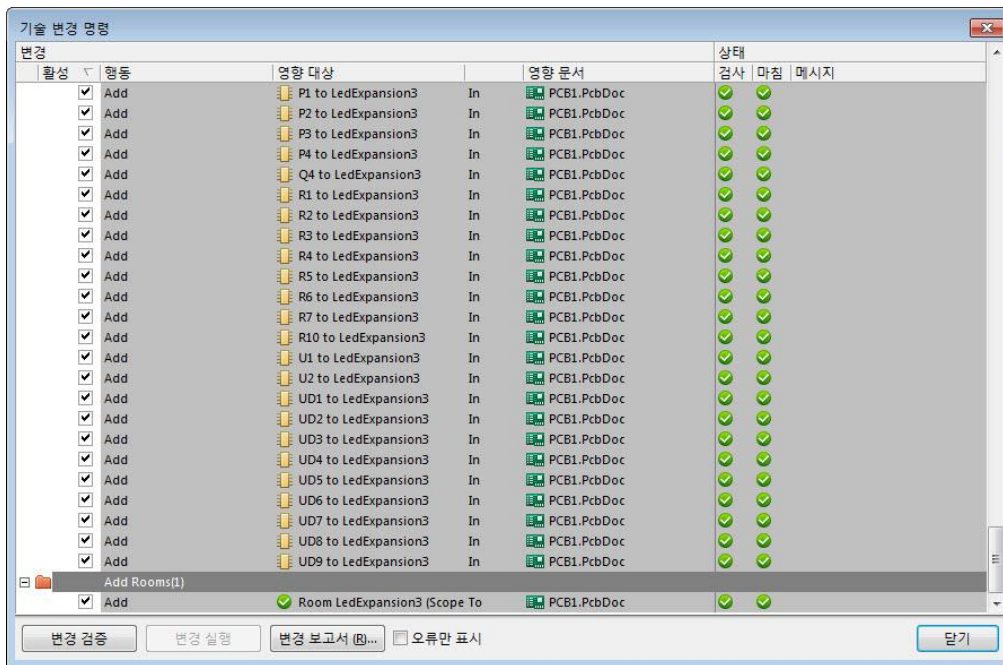 기술 변경 명령
변경 상태
활성 행동 영향 대상 영향 문서 검사 마침 메시지
Add P1 to LedExpansion3 In PCB1.PcbDoc
Add P2 to LedExpansion3 In PCB1.PcbDoc
Add P3 to LedExpansion3 In PCB1.PcbDoc
Add P4 to LedExpansion3 In PCB1.PcbDoc
Add Q4 to LedExpansion3 In PCB1.PcbDoc
Add R1 to LedExpansion3 In PCB1.PcbDoc
Add R2 to LedExpansion3 In PCB1.PcbDoc
Add R3 to LedExpansion3 In PCB1.PcbDoc
Add R4 to LedExpansion3 In PCB1.PcbDoc
Add R5 to LedExpansion3 In PCB1.PcbDoc
Add R6 to LedExpansion3 In PCB1.PcbDoc
Add R7 to LedExpansion3 In PCB1.PcbDoc
Add R10 to LedExpansion3 In PCB1.PcbDoc
Add U1 to LedExpansion3 In PCB1.PcbDoc
Add U2 to LedExpansion3 In PCB1.PcbDoc
Add UD1 to LedExpansion3 In PCB1.PcbDoc
Add UD2 to LedExpansion3 In PCB1.PcbDoc
Add UD3 to LedExpansion3 In PCB1.PcbDoc
Add UD4 to LedExpansion3 In PCB1.PcbDoc
Add UD5 to LedExpansion3 In PCB1.PcbDoc
Add UD6 to LedExpansion3 In PCB1.PcbDoc
Add UD7 to LedExpansion3 In PCB1.PcbDoc
Add UD8 to LedExpansion3 In PCB1.PcbDoc
Add UD9 to LedExpansion3 In PCB1.PcbDoc
Add Rooms(1)
Add Room LedExpansion3 (Scope To PCB1.PcbDoc
변경 검증 변경 실행 변경 보고서 (R)... 오류만 표시 닫기